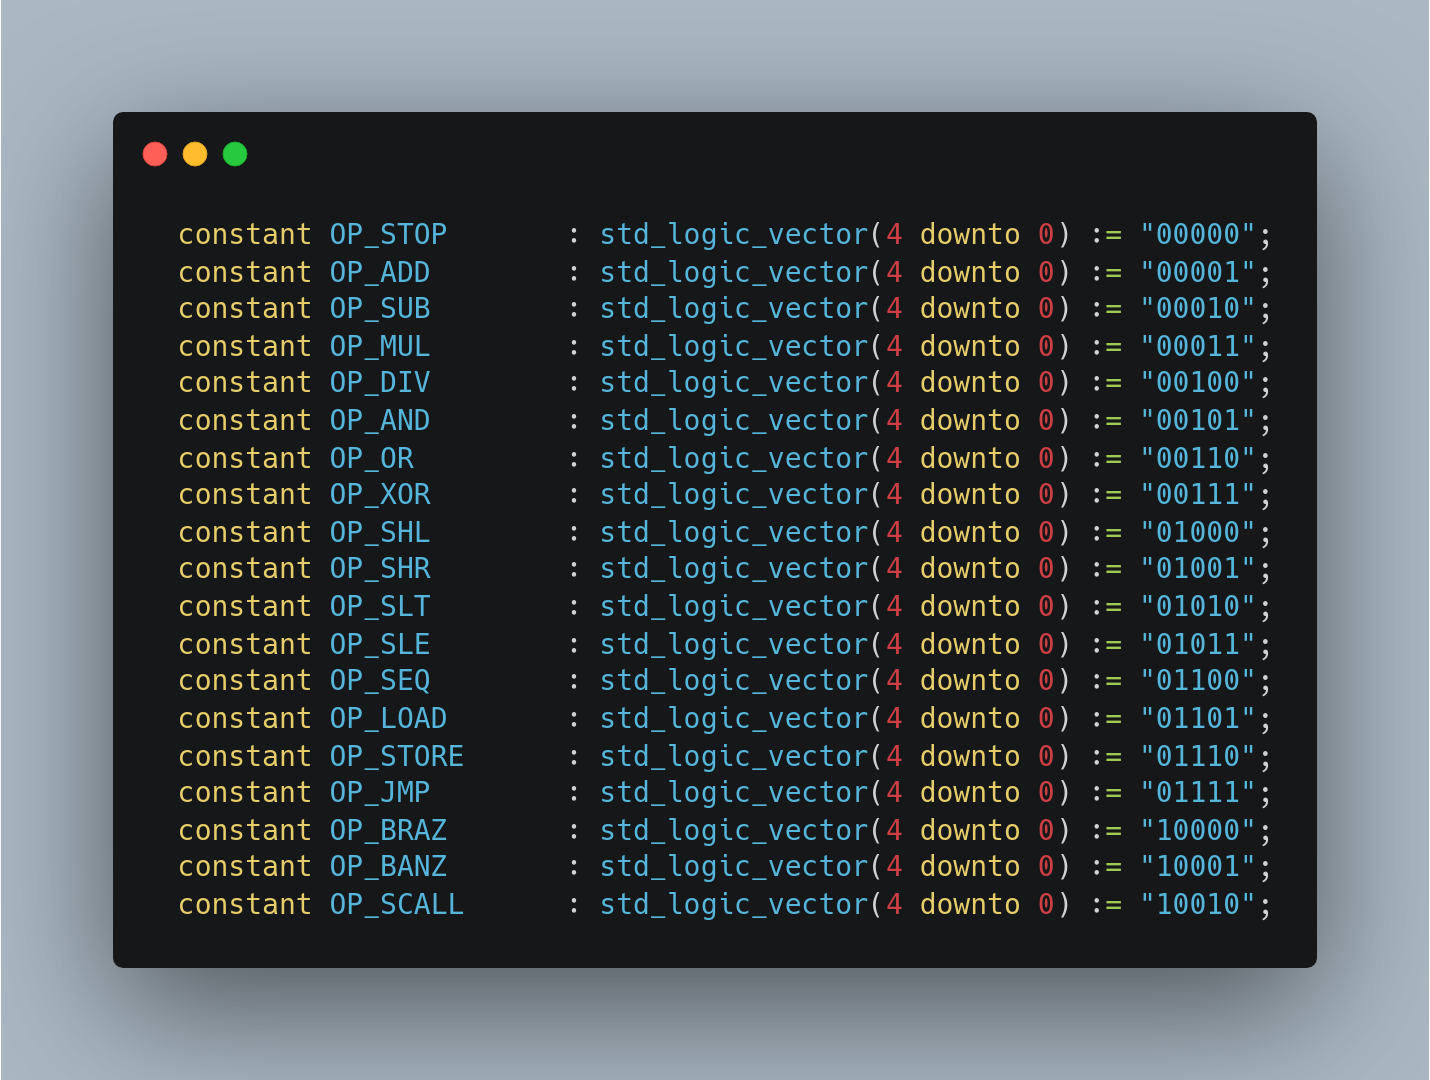 constant OP_STOP       : std_logic_vector(4 downto 0) := "00000";
constant OP_ADD        : std_logic_vector(4 downto 0) := "00001";
constant OP_SUB        : std_logic_vector(4 downto 0) := "00010";
constant OP_MUL        : std_logic_vector(4 downto 0) := "00011";
constant OP_DIV        : std_logic_vector(4 downto 0) := "00100";
constant OP_AND        : std_logic_vector(4 downto 0) := "00101";
constant OP_OR         : std_logic_vector(4 downto 0) := "00110";
constant OP_XOR        : std_logic_vector(4 downto 0) := "00111";
constant OP_SHL        : std_logic_vector(4 downto 0) := "01000";
constant OP_SHR        : std_logic_vector(4 downto 0) := "01001";
constant OP_SLT        : std_logic_vector(4 downto 0) := "01010";
constant OP_SLE        : std_logic_vector(4 downto 0) := "01011";
constant OP_SEQ        : std_logic_vector(4 downto 0) := "01100";
constant OP_LOAD       : std_logic_vector(4 downto 0) := "01101";
constant OP_STORE      : std_logic_vector(4 downto 0) := "01110";
constant OP_JMP        : std_logic_vector(4 downto 0) := "01111";
constant OP_BRAZ       : std_logic_vector(4 downto 0) := "10000";
constant OP_BANZ       : std_logic_vector(4 downto 0) := "10001";
constant OP_SCALL      : std_logic_vector(4 downto 0) := "10010";